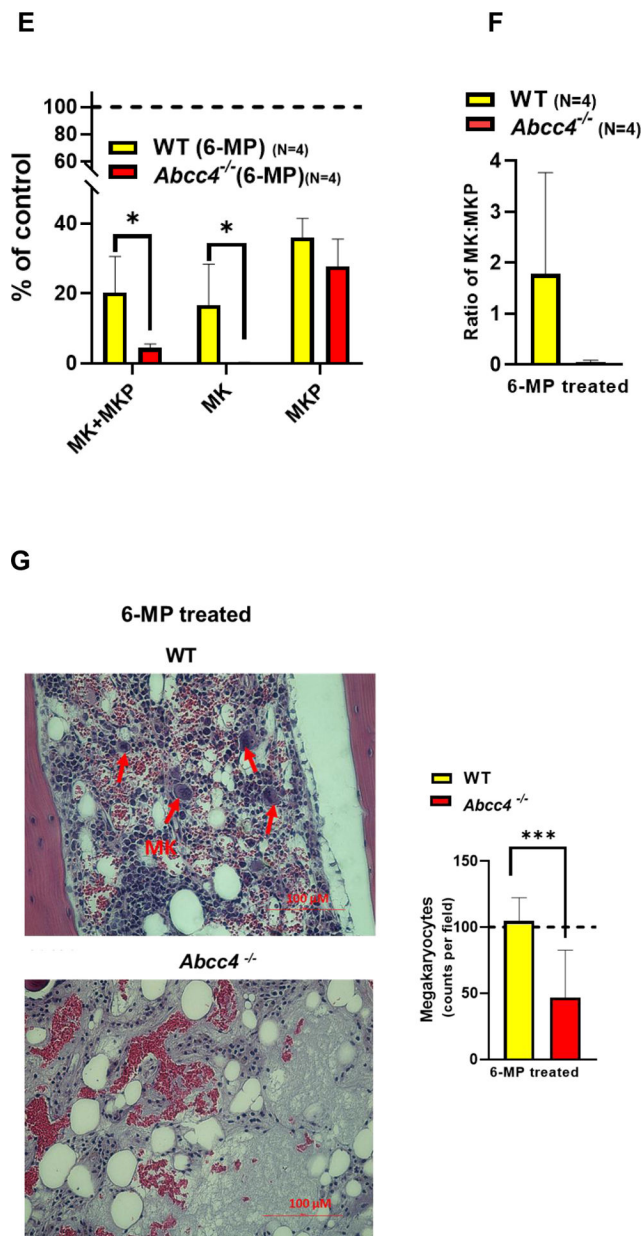 E
F
100
80
60
40
20
0
% of control
WT (6-MP) (N=4)
Abcc4-/- (6-MP)(N=4)
*
*
MK+MKP
MK
MKP
WT (N=4)
Abcc4-/- (N=4)
4
3
2
1
0
Ratio of MK:MKP
6-MP treated
G
6-MP treated
WT
MK
100 µM
Abcc4 -/-
100 µM
WT
Abcc4 -/-
***
150
100
50
0
Megakaryocytes
(counts per field)
6-MP treated